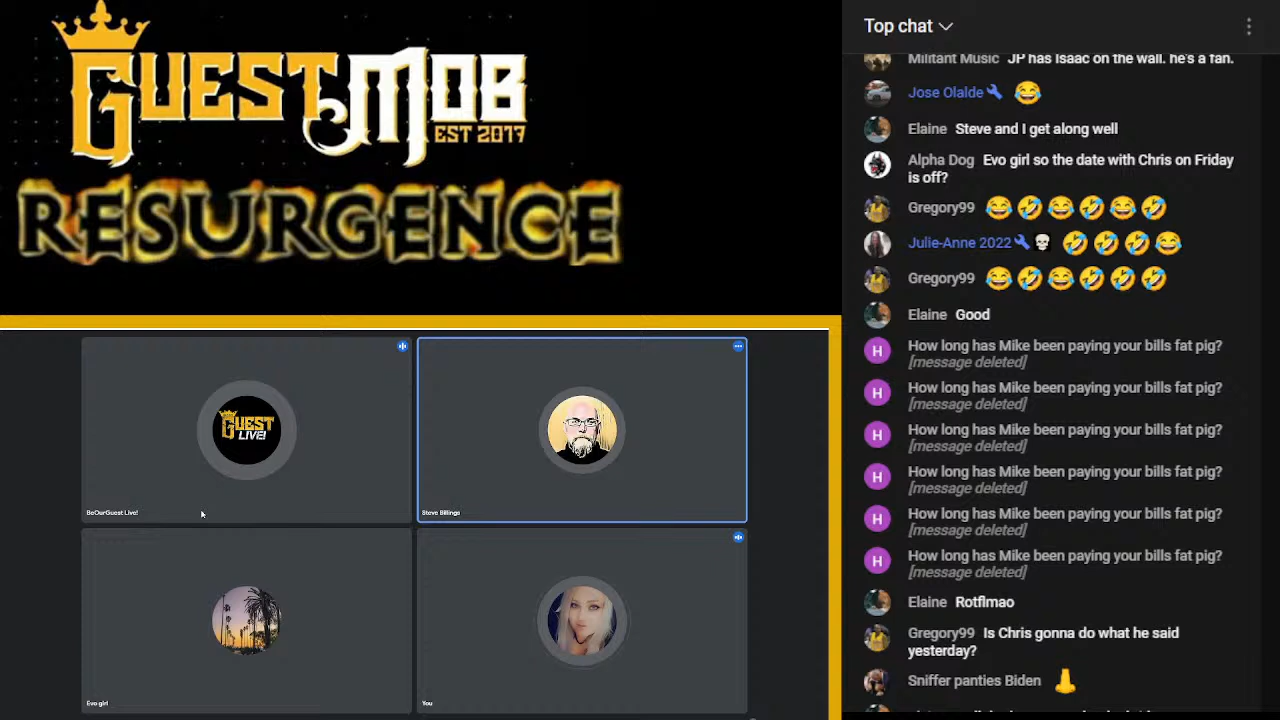 GUESTMOB
EST 2017
RESURGENCE
GUEST
LIVE!
BeOurGuest Live!
Steve Billings
Evo girl
You
Top chat
Militant Music JP has Isaac on the wall. he's a fan.
Jose Olalde 😂
Elaine Steve and I get along well
Alpha Dog Evo girl so the date with Chris on Friday
is off?
Gregory99 😂🤣😂🤣😂🤣
Julie-Anne 2022 💀 🤣🤣🤣😂
Gregory99 😂🤣😂🤣🤣🤣
Elaine Good
H How long has Mike been paying your bills fat pig?
[message deleted]
H How long has Mike been paying your bills fat pig?
[message deleted]
H How long has Mike been paying your bills fat pig?
[message deleted]
H How long has Mike been paying your bills fat pig?
[message deleted]
H How long has Mike been paying your bills fat pig?
[message deleted]
H How long has Mike been paying your bills fat pig?
[message deleted]
Elaine Rotflmao
Gregory99 Is Chris gonna do what he said
yesterday?
Sniffer panties Biden 👃